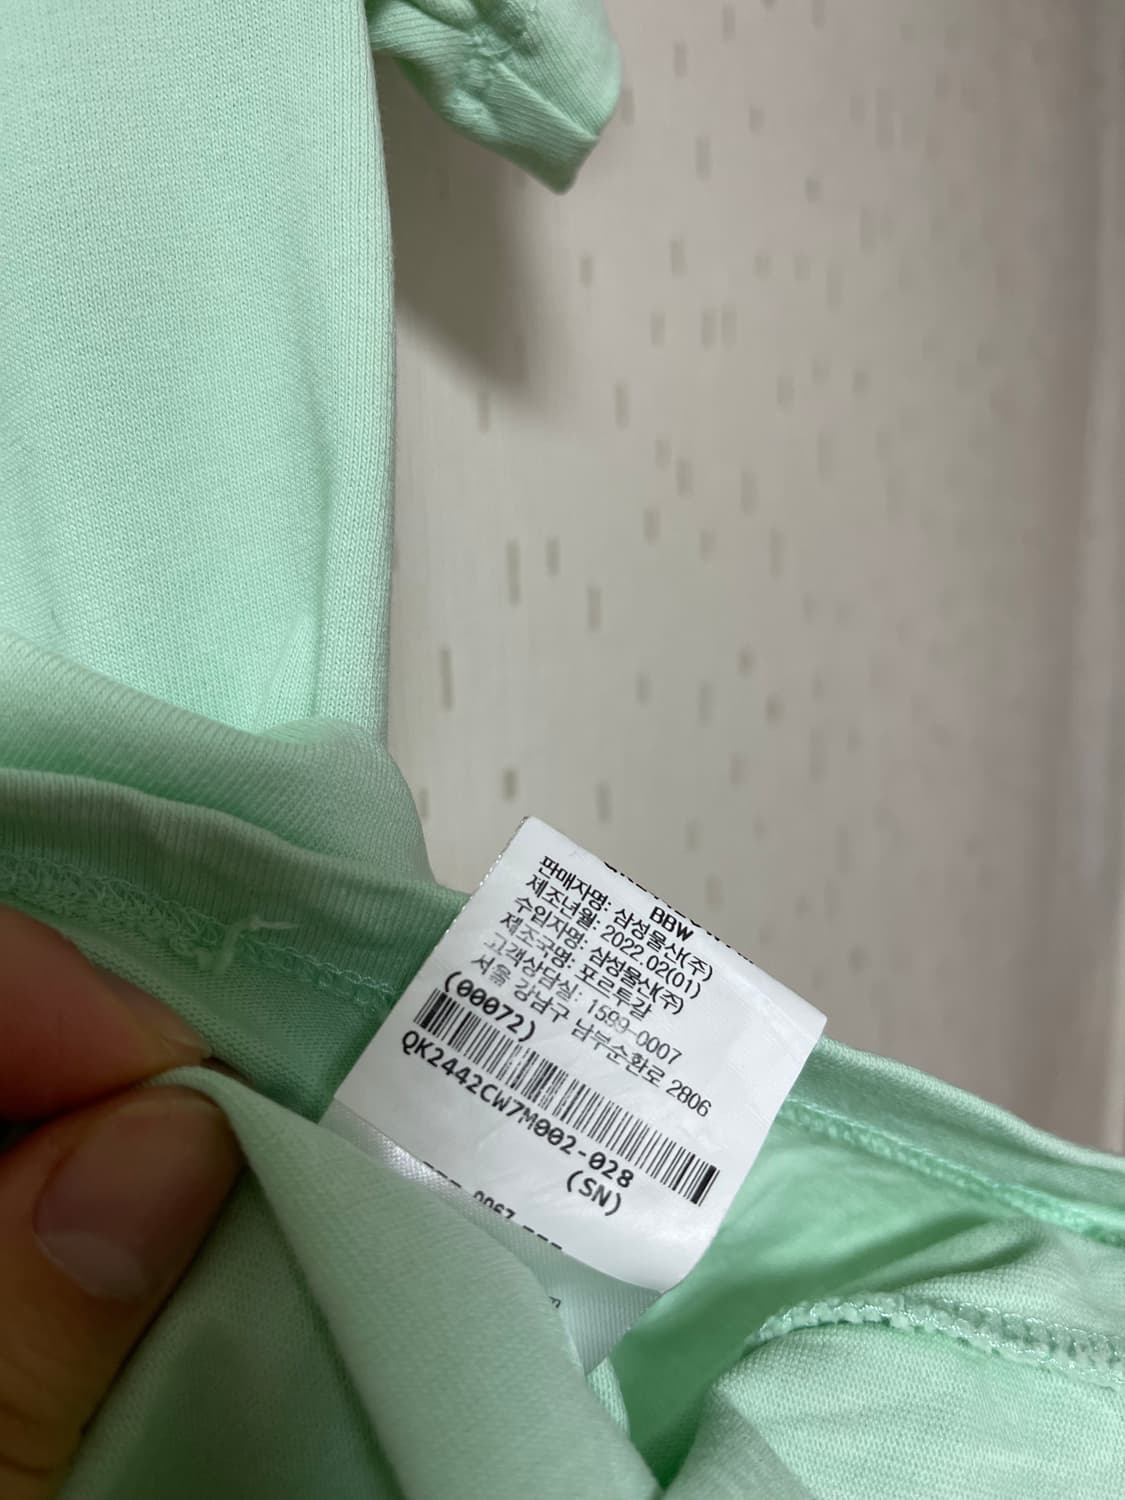 BBW
판매자명: 삼성물산(주)
제조년월: 2022.02(01)
수입자명: 삼성물산(주)
제조국명: 포르투갈
고객상담실: 1599-0007
서울 강남구 남부순환로 2806
(00072)
QK2442CW7M002-028
(SN)